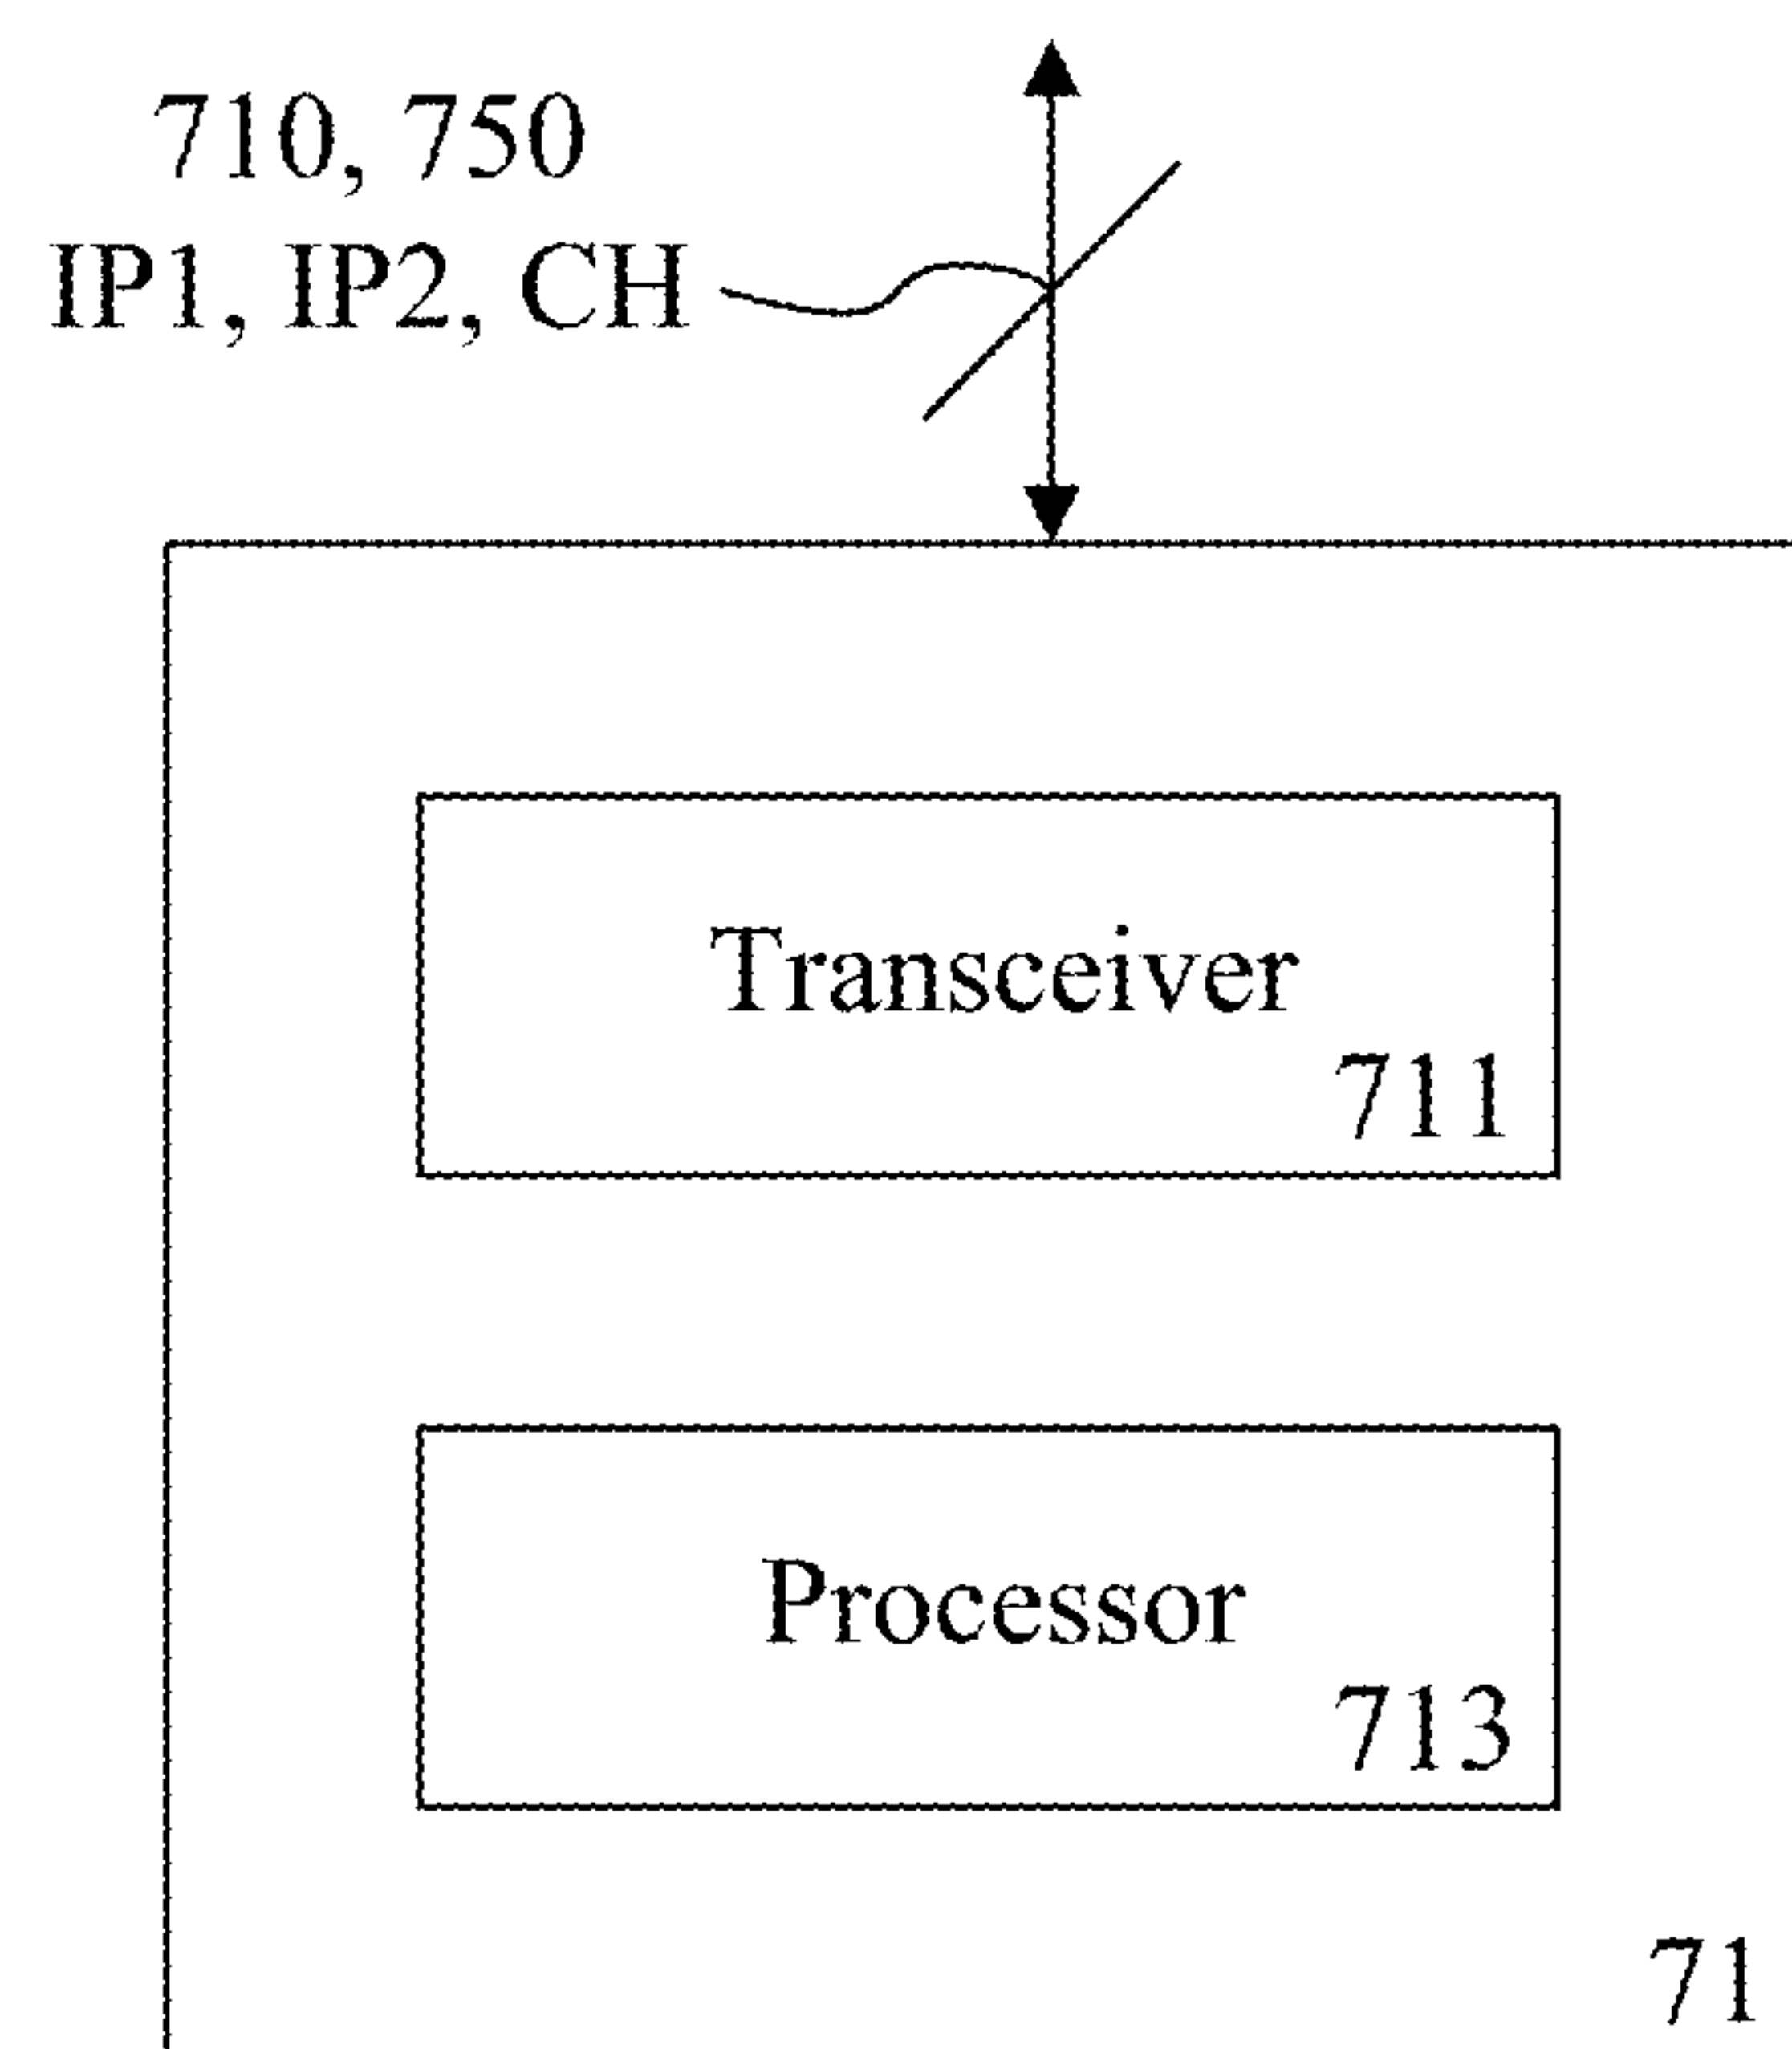 710, 750
IP1, IP2, CH
Transceiver
711
Processor
713
71